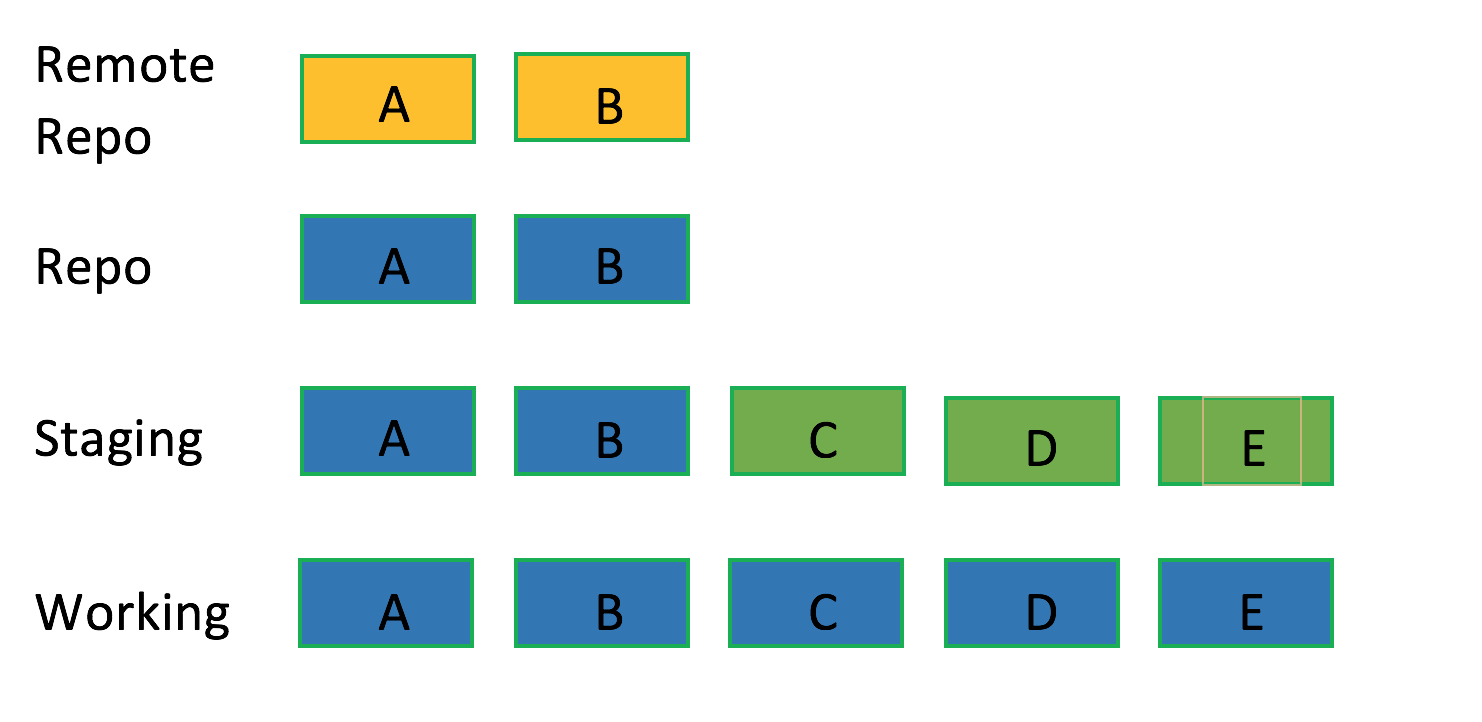 Remote
Repo
A B
Repo
A B
Staging
A B C D E
Working
A B C D E